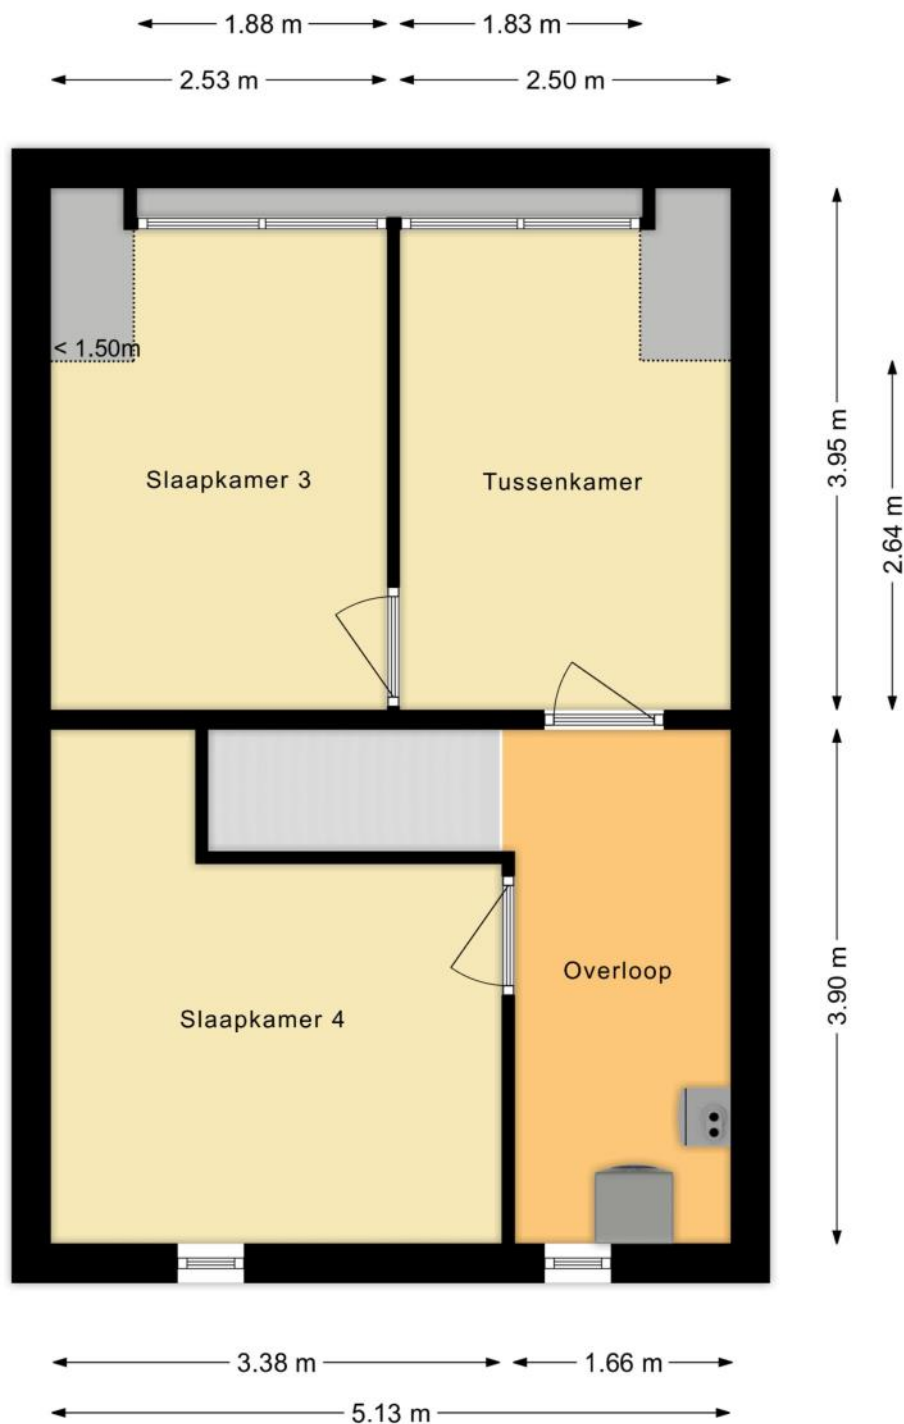 1.88 m
1.83 m
2.53 m
2.50 m
< 1.50m
Slaapkamer 3
Tussenkamer
3.95 m
2.64 m
Overloop
Slaapkamer 4
3.90 m
3.38 m
1.66 m
5.13 m